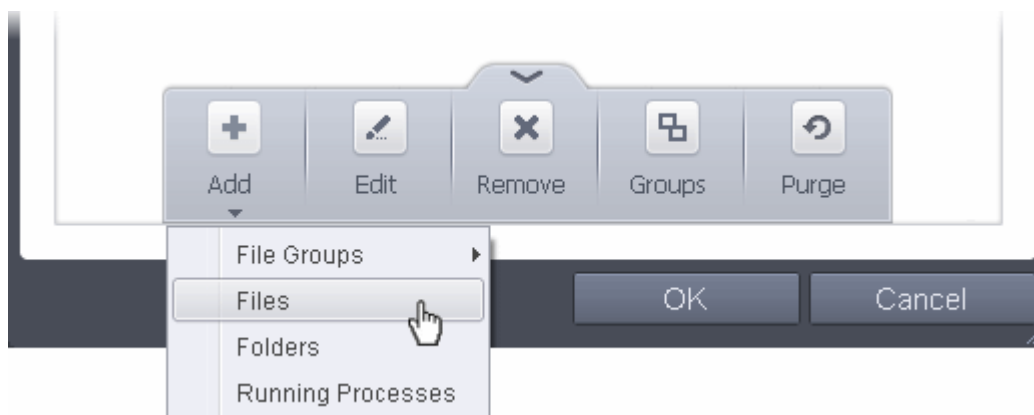 Add Edit Remove Groups Purge
File Groups
Files
Folders
Running Processes
OK Cancel